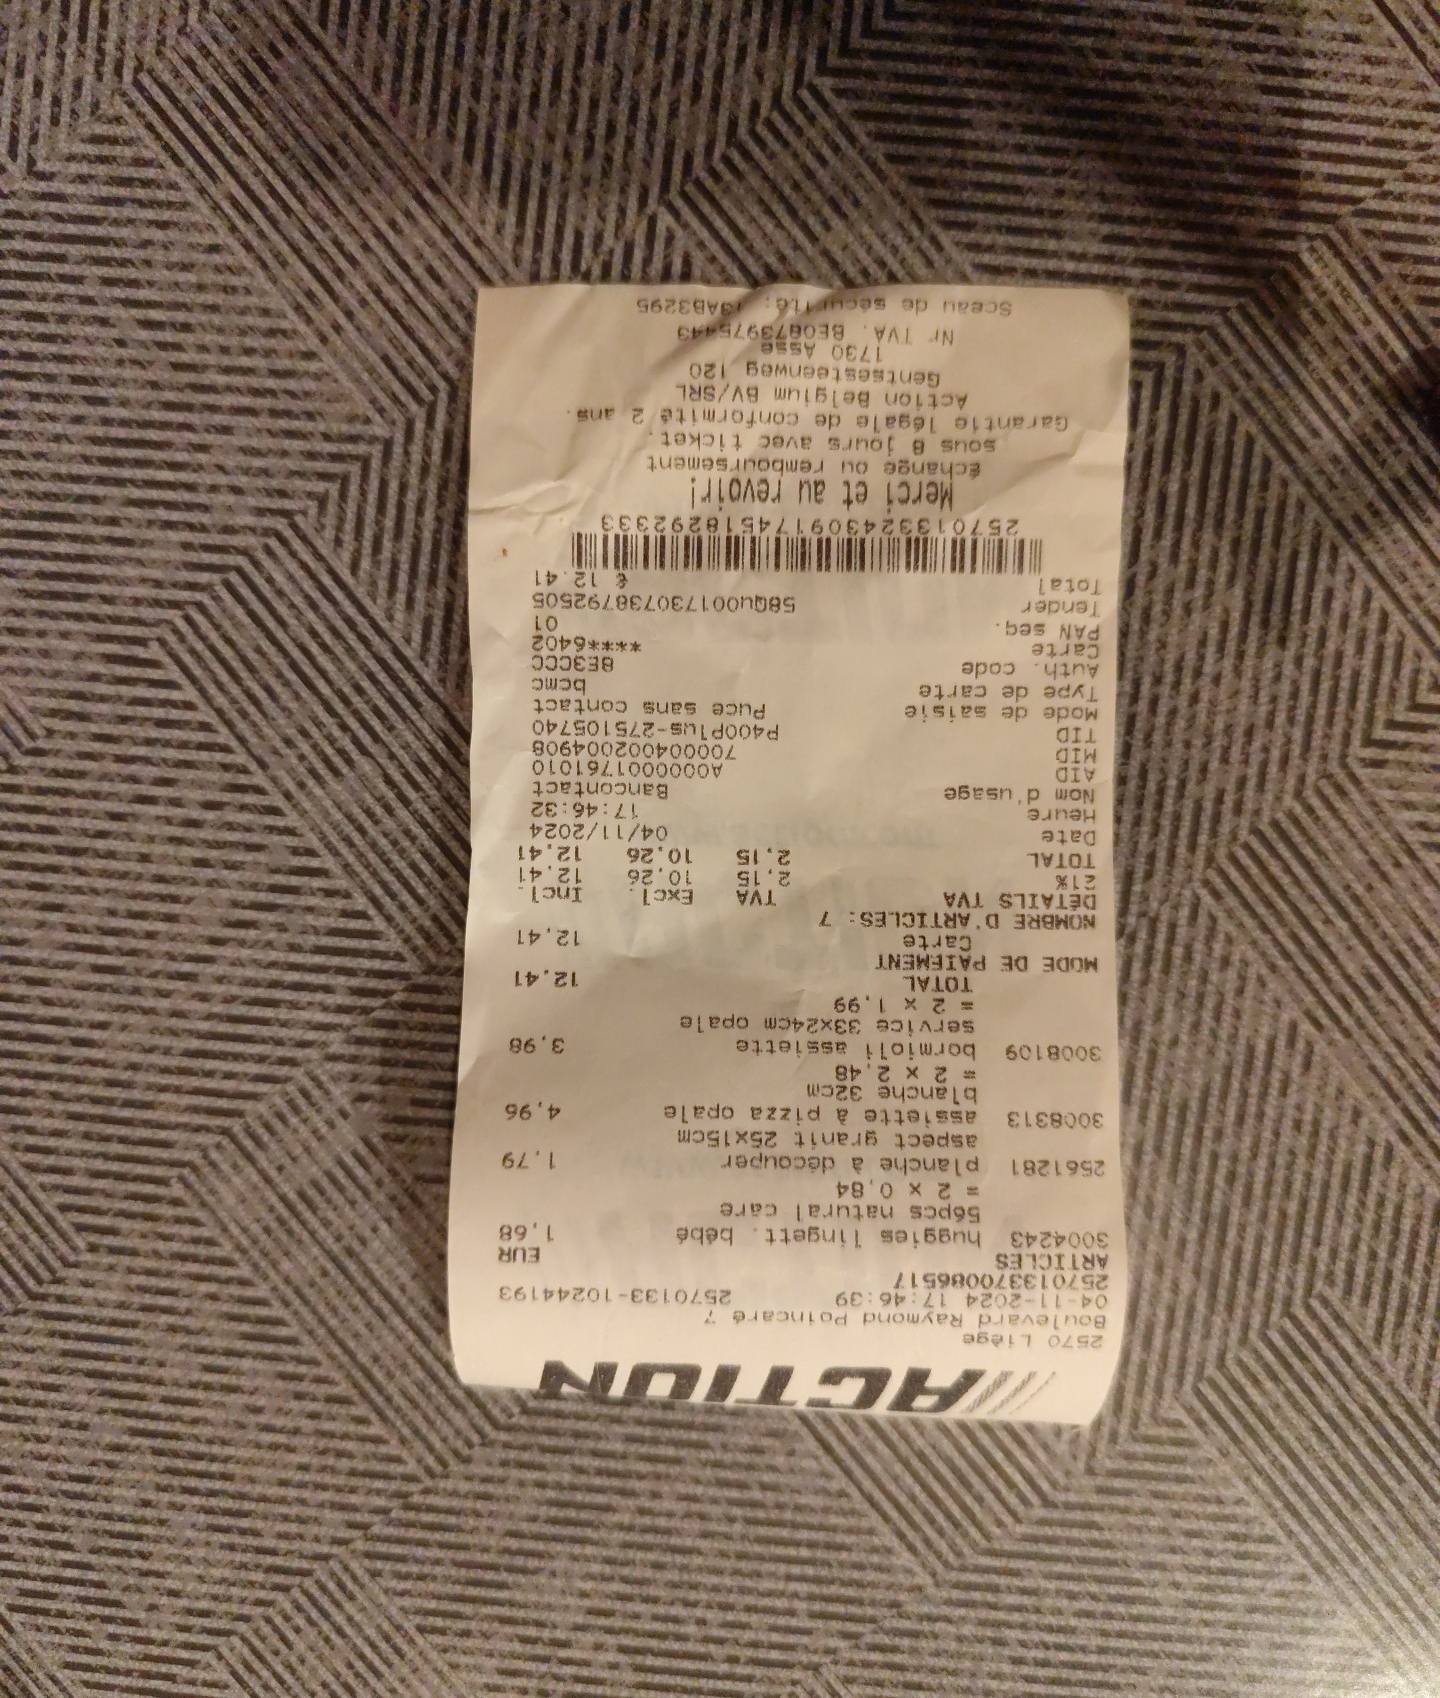 ACTION
2570 Liège
Boulevard Raymond Poincaré 7
04-11-2024 17:46:39 2570133-10244193
257013370086517
ARTICLES EUR
3004243 huggies lingett. bébé 1,68
56pcs natural care
= 2 x 0,84
2561281 planche à découper 1,79
aspect granit 25x15cm
3008313 assiette à pizza opale 4,96
blanche 32cm
= 2 x 2,48
3008109 bormioli assiette 3,98
service 33x24cm opale
= 2 x 1,99
TOTAL 12,41
MODE DE PAIEMENT
Carte 12,41
NOMBRE D'ARTICLES: 7
DÉTAILS TVA TVA Excl. Incl.
21% 2,15 10,26 12,41
TOTAL 2,15 10,26 12,41
Date 04/11/2024
Heure 17:46:32
Nom d'usage Bancontact
AID A0000001761010
MID 700004002004908
TID P400Plus-275105740
Mode de saisie Puce sans contact
Type de carte bcmc
Auth. code 8E3CCC
Carte ****6402
PAN seq. 01
Tender 58Qu001730738792505
Total € 12.41
2570133243091745182923333
Merci et au revoir!
Échange ou remboursement
sous 8 jours avec ticket.
Garantie légale de conformité 2 ans.
Action Belgium BV/SRL
Gentsesteenweg 120
1730 Asse
Nr TVA. BE0873975443
Sceau de sécurité: